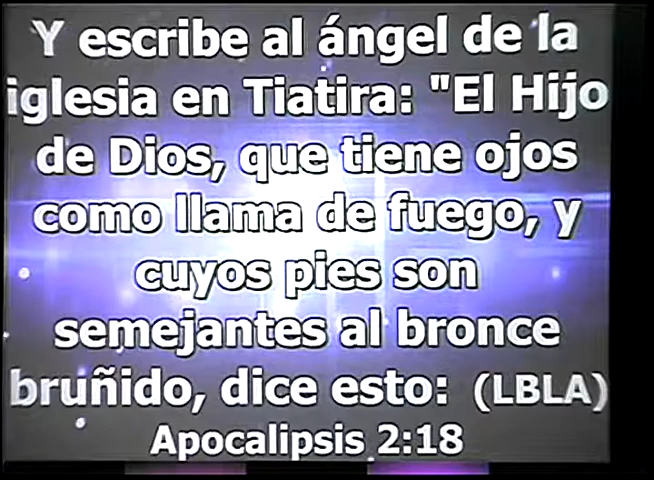 Y escribe al ángel de la
iglesia en Tiatira: "El Hijo
de Dios, que tiene ojos
como llama de fuego, y
cuyos pies son
semejantes al bronce
bruñido, dice esto: (LBLA)
Apocalipsis 2:18